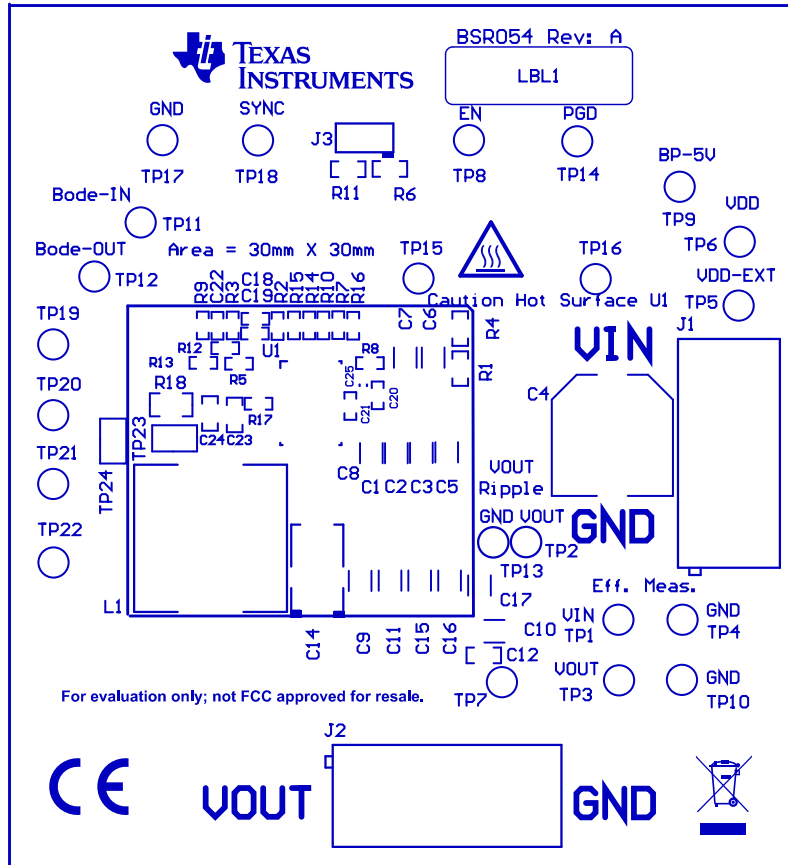 BSR054 Rev: A
TEXAS
INSTRUMENTS
LBL1
GND
SYNC
J3
EN
PGD
TP17
TP18
R11
R6
TP8
TP14
BP-5V
TP9
Bode-IN
TP11
VDD
TP6
Bode-OUT
Area = 30mm X 30mm
TP12
TP15
TP16
VDD-EXT
TP5
Caution Hot Surface U1
J1
TP19
R9
C22
R3
C18
C19
R2
R15
R14
R10
R7
R16
C7
C6
R4
R12
U1
R13
R5
R8
R1
VIN
C4
TP20
R18
C25
C20
C21
R17
TP23
C24
C23
TP24
TP21
C8
C1
C2
C3
C5
VOUT
Ripple
GND
VOUT
GND
TP22
TP2
TP13
L1
C17
Eff. Meas.
VIN
TP1
GND
TP4
C14
C9
C11
C15
C16
C10
C12
TP7
VOUT
TP3
GND
TP10
For evaluation only; not FCC approved for resale.
J2
CE
VOUT
GND